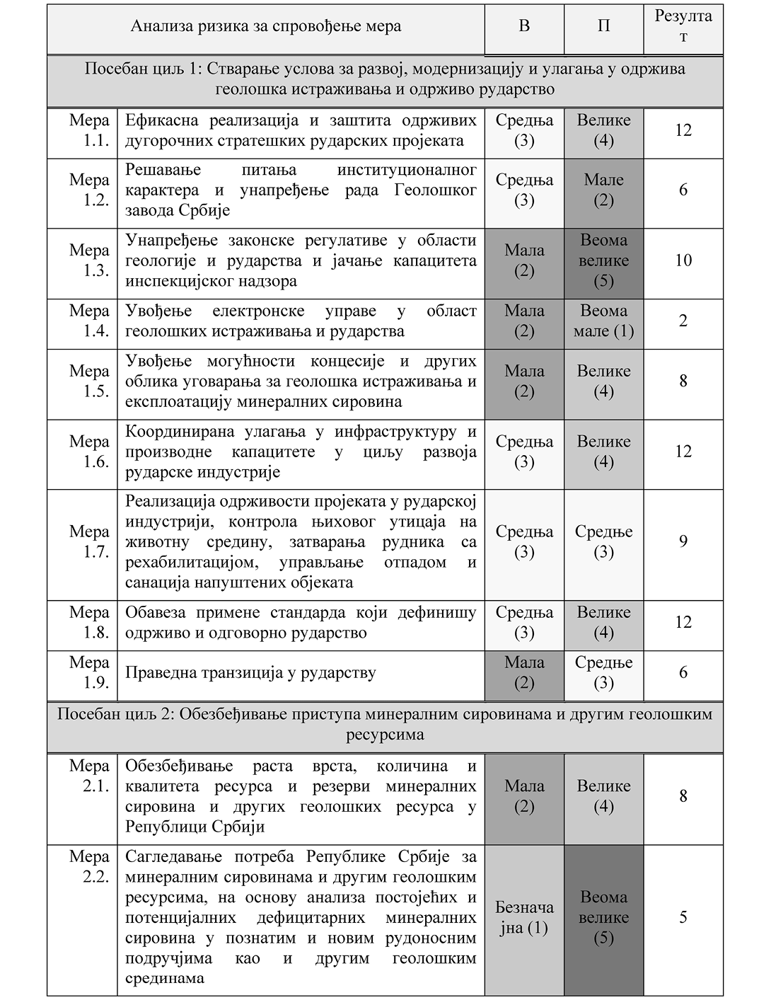 Анализа ризика за спровођење мера
В
П
Резулта
т
Посебан циљ 1: Стварање услова за развој, модернизацију и улагања у одржива
геолошка истраживања и одрживо рударство
Мера
1.1.
Ефикасна реализација и заштита одрживих
дугорочних стратешких рударских пројеката
Средња
(3)
Велике
(4)
12
Мера
1.2.
Решавање питања институционалног
карактера и унапређење рада Геолошког
завода Србије
Средња
(3)
Мале
(2)
6
Мера
1.3.
Унапређење законске регулативе у области
геологије и рударства и јачање капацитета
инспекцијског надзора
Мала
(2)
Веома
велике
(5)
10
Мера
1.4.
Увођење електронске управе у област
геолошких истраживања и рударства
Мала
(2)
Веома
мале (1)
2
Мера
1.5.
Увођење могућности концесије и других
облика уговарања за геолошка истраживања и
експлоатацију минералних сировина
Мала
(2)
Велике
(4)
8
Мера
1.6.
Координирана улагања у инфраструктуру и
производне капацитете у циљу развоја
рударске индустрије
Средња
(3)
Велике
(4)
12
Мера
1.7.
Реализација одрживости пројеката у рударској
индустрији, контрола њиховог утицаја на
животну средину, затварања рудника са
рехабилитацијом, управљање отпадом и
санација напуштених објеката
Средња
(3)
Средње
(3)
9
Мера
1.8.
Обавеза примене стандарда који дефинишу
одрживо и одговорно рударство
Средња
(3)
Велике
(4)
12
Мера
1.9.
Праведна транзиција у рударству
Мала
(2)
Средње
(3)
6
Посебан циљ 2: Обезбеђивање приступа минералним сировинама и другим геолошким
ресурсима
Мера
2.1.
Обезбеђивање раста врста, количина и
квалитета ресурса и резерви минералних
сировина и других геолошких ресурса у
Републици Србији
Мала
(2)
Велике
(4)
8
Мера
2.2.
Сагледавање потреба Републике Србије за
минералним сировинама и другим геолошким
ресурсима, на основу анализа постојећих и
потенцијалних дефицитарних минералних
сировина у познатим и новим рудоносним
подручјима као и другим геолошким
срединама
Безнача
јна (1)
Веома
велике
(5)
5